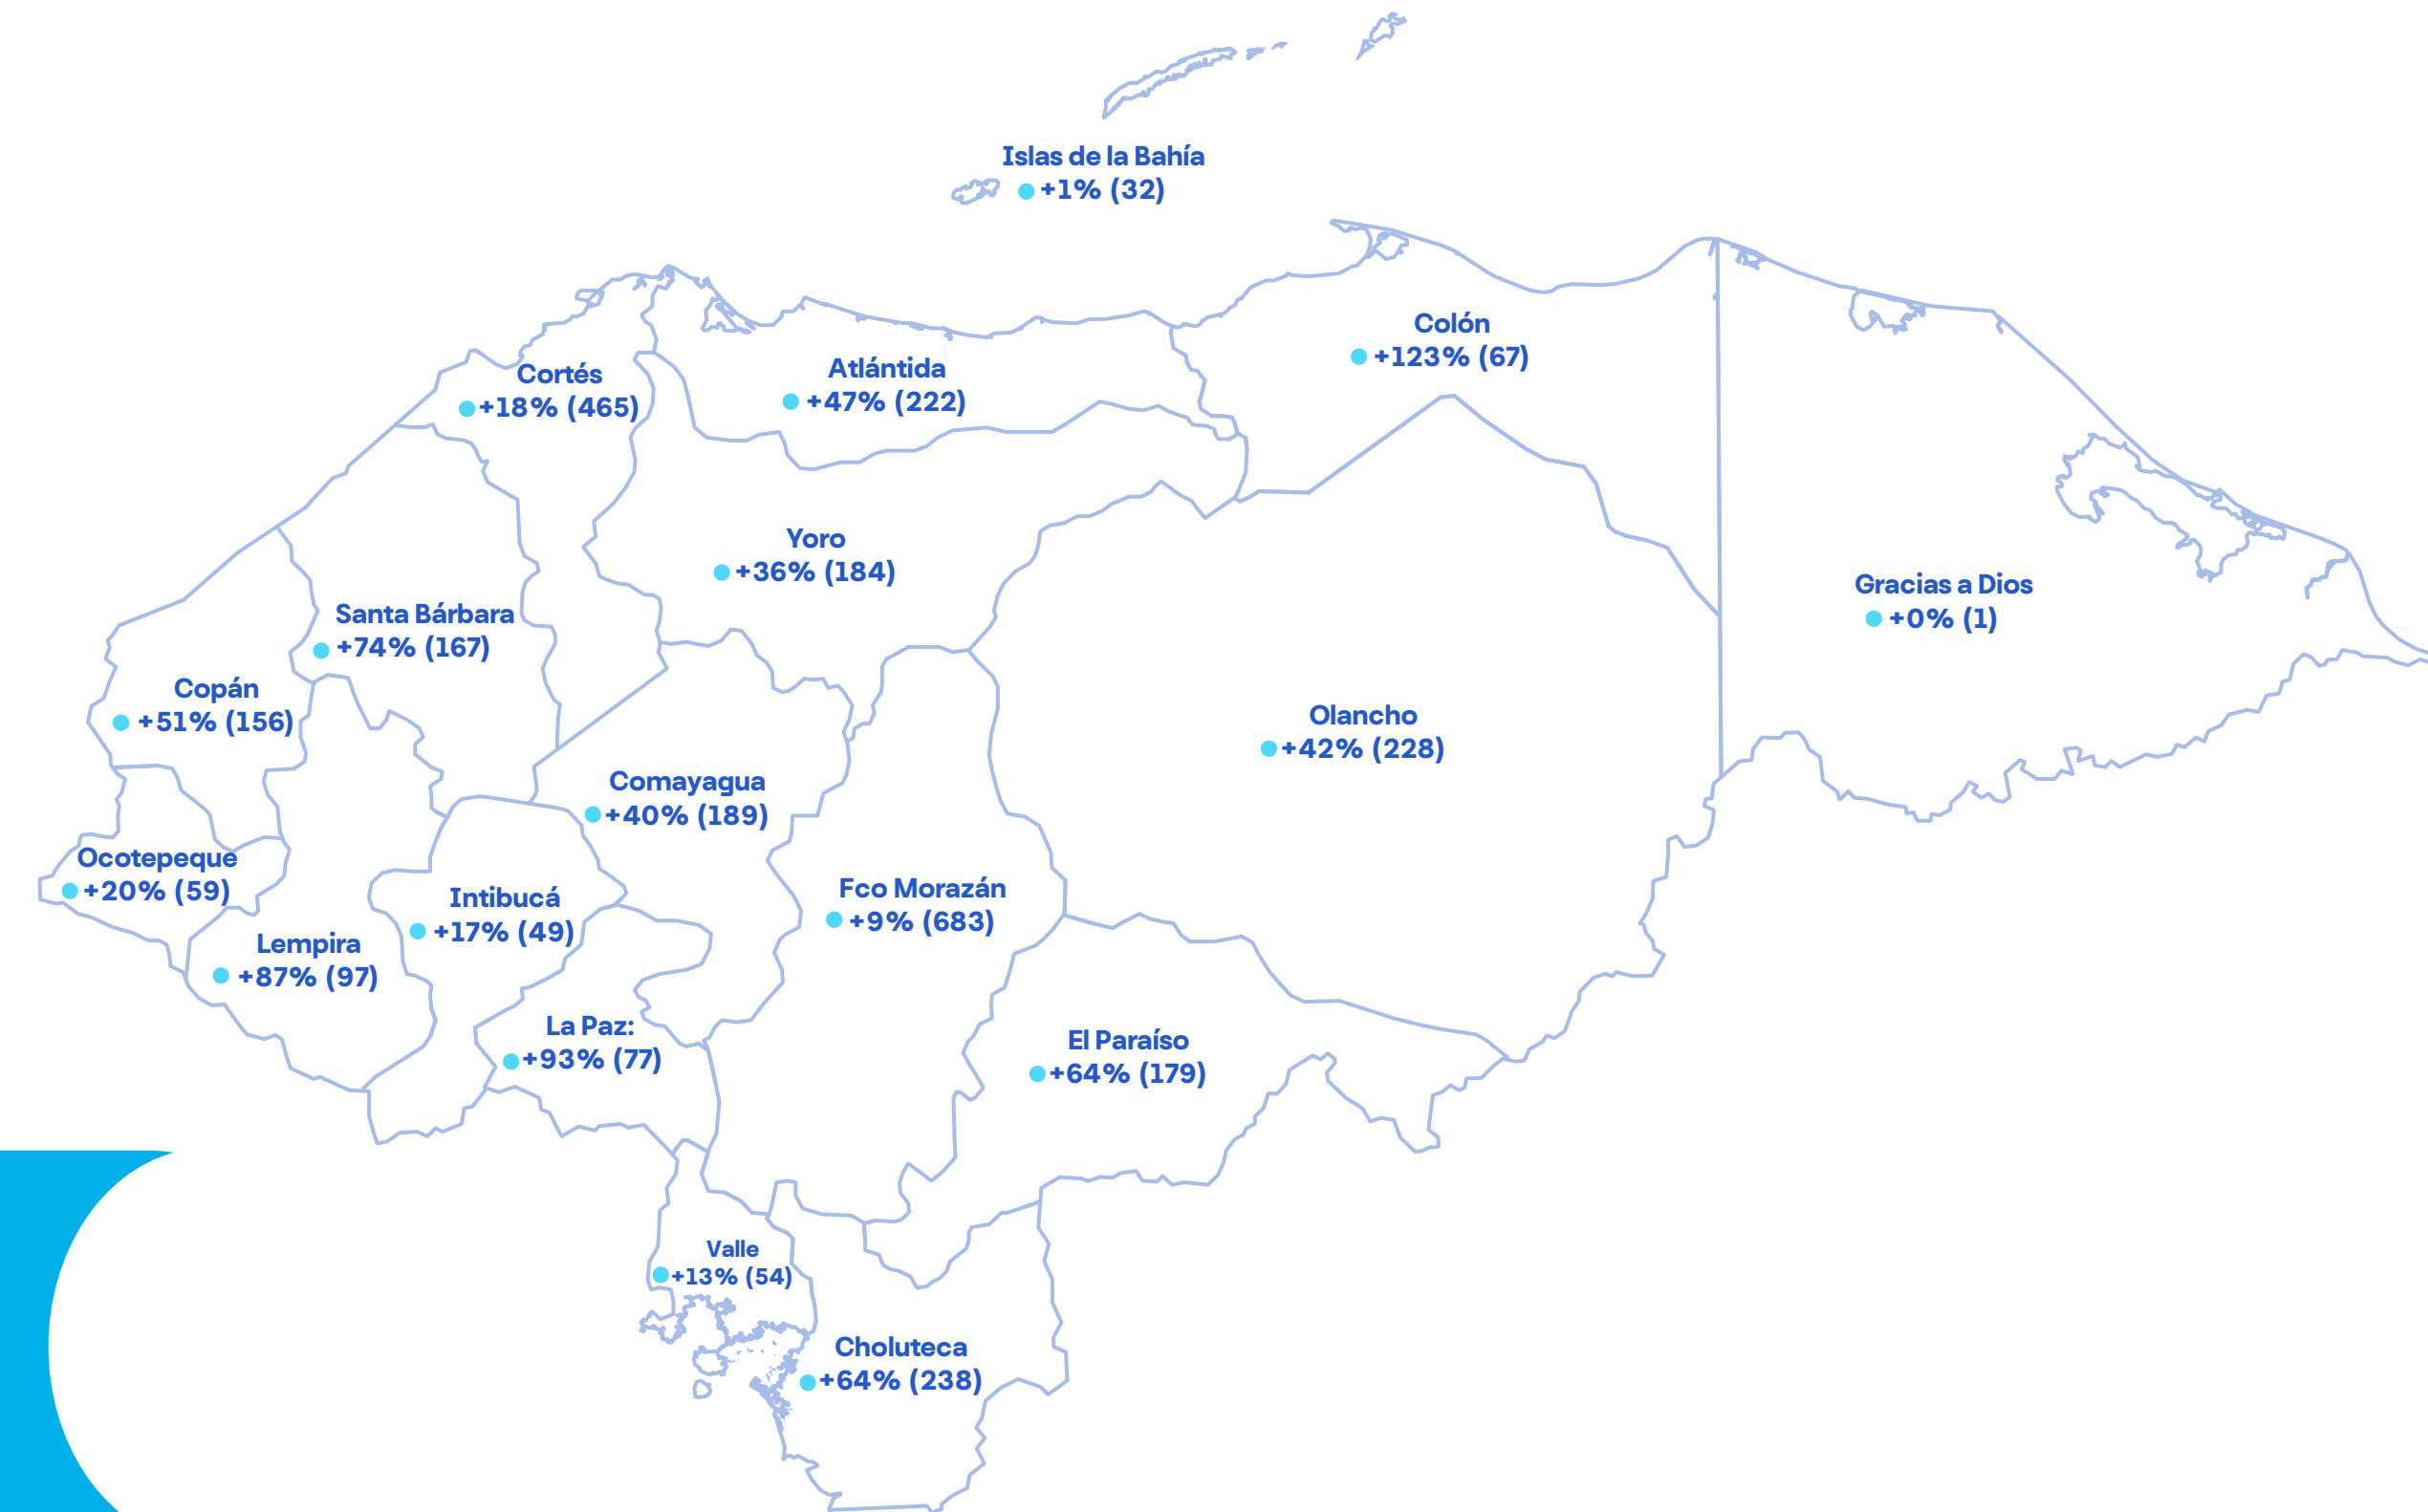 Islas de la Bahía
+1% (32)
Colón
+123% (67)
Cortés
+18% (465)
Atlántida
+47% (222)
Yoro
+36% (184)
Gracias a Dios
+0% (1)
Santa Bárbara
+74% (167)
Copán
+51% (156)
Olancho
+42% (228)
Comayagua
+40% (189)
Ocotepeque
+20% (59)
Intibucá
+17% (49)
Fco Morazán
+9% (683)
Lempira
+87% (97)
La Paz:
+93% (77)
El Paraíso
+64% (179)
Valle
+13% (54)
Choluteca
+64% (238)